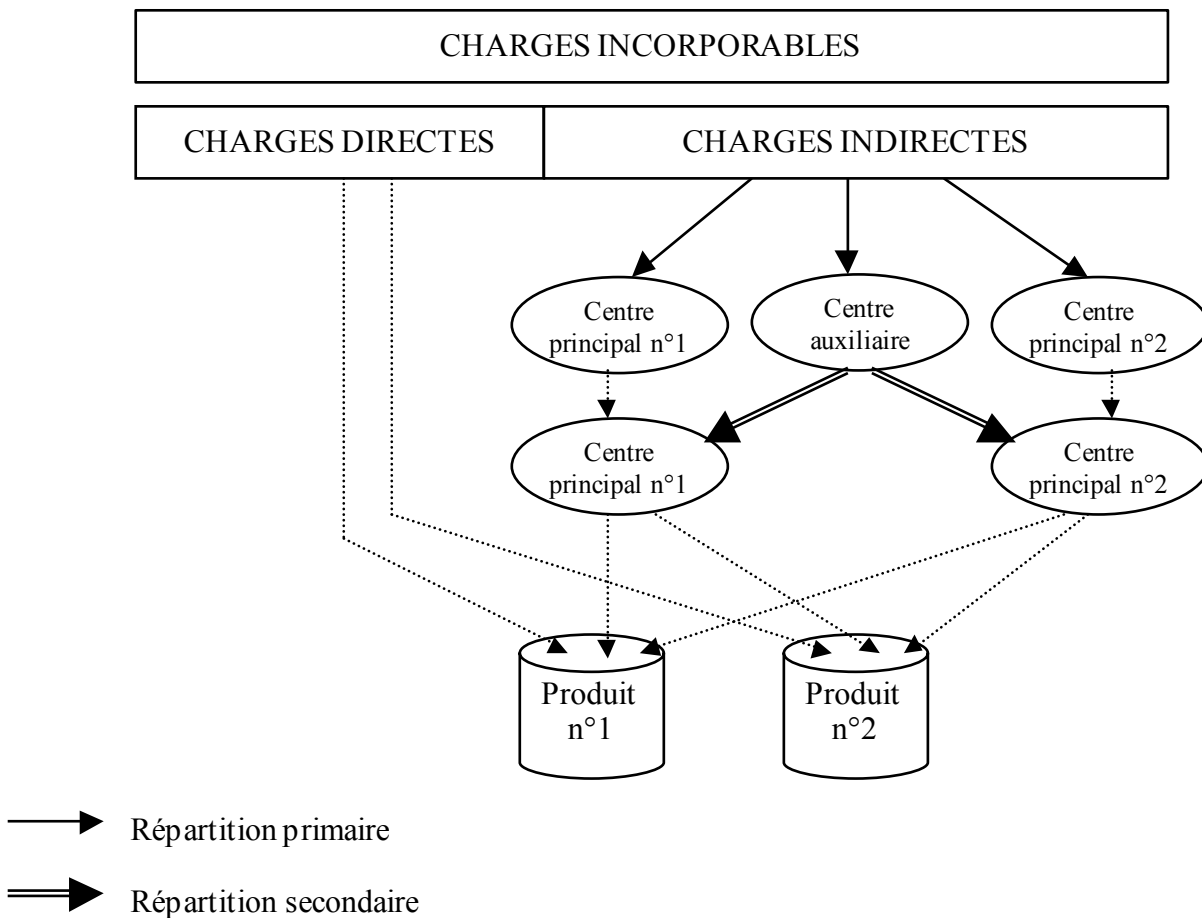 CHARGES INCORPORABLES
CHARGES DIRECTES
CHARGES INDIRECTES
Centre
principal n°1
Centre
auxiliaire
Centre
principal n°2
Centre
principal n°1
Centre
principal n°2
Produit
n°1
Produit
n°2
Répartition primaire
Répartition secondaire